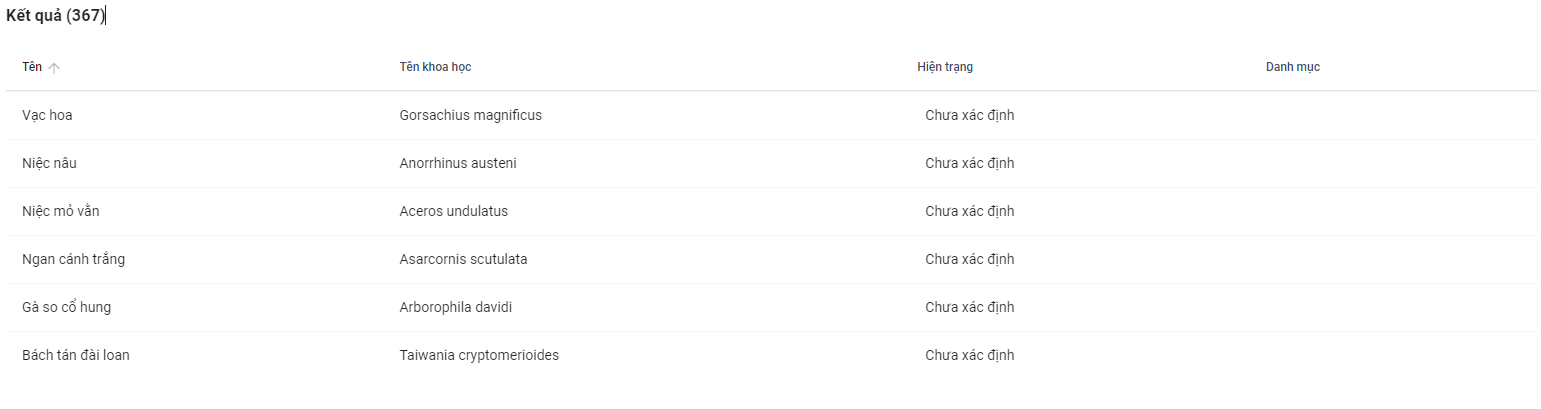 Kết quả (367)
Tên Tên khoa học Hiện trạng Danh mục
Vạc hoa Gorsachius magnificus Chưa xác định
Niệc nâu Anorrhinus austeni Chưa xác định
Niệc mỏ vằn Aceros undulatus Chưa xác định
Ngan cánh trắng Asarcornis scutulata Chưa xác định
Gà so cổ hung Arborophila davidi Chưa xác định
Bách tán đài loan Taiwania cryptomerioides Chưa xác định